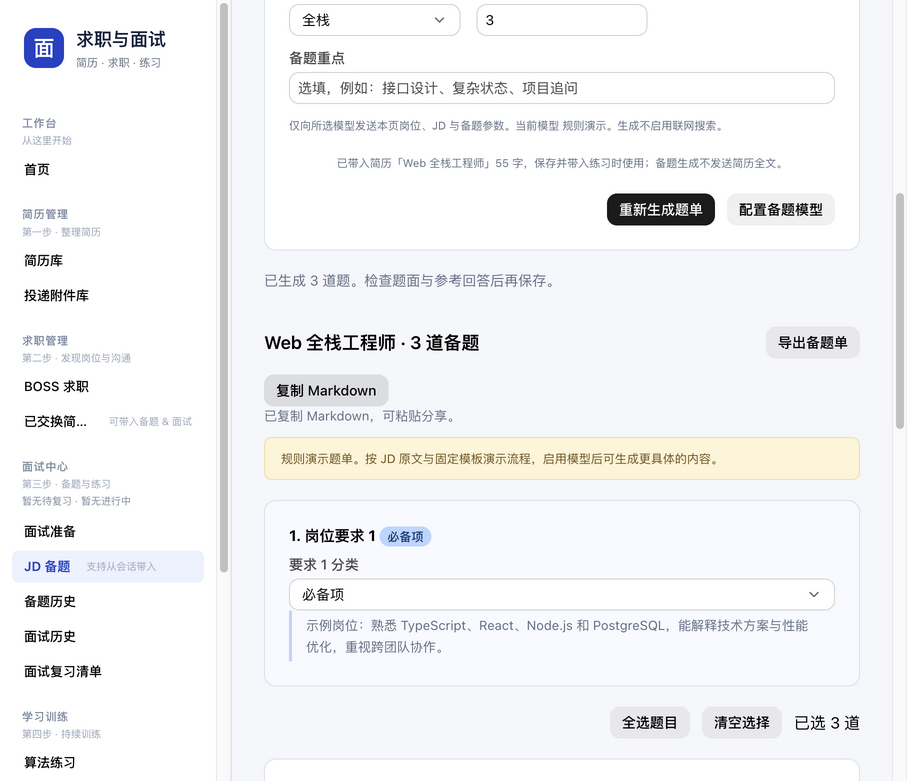 面
求职与面试
简历 · 求职 · 练习
工作台
从这里开始
首页
简历管理
第一步 · 整理简历
简历库
投递附件库
求职管理
第二步 · 发现岗位与沟通
BOSS 求职
已交换简... 可带入备题 & 面试
面试中心
第三步 · 备题与练习
暂无待复习 · 暂无进行中
面试准备
JD 备题 支持从会话带入
备题历史
面试历史
面试复习清单
学习训练
第四步 · 持续训练
算法练习
全栈 3
备题重点
选填，例如：接口设计、复杂状态、项目追问
仅向所选模型发送本页岗位、JD 与备题参数。当前模型 规则演示。生成不启用联网搜索。
已带入简历「Web 全栈工程师」55 字，保存并带入练习时使用；备题生成不发送简历全文。
重新生成题单 配置备题模型
已生成 3 道题。检查题面与参考回答后再保存。
Web 全栈工程师 · 3 道备题 导出备题单
复制 Markdown
已复制 Markdown，可粘贴分享。
规则演示题单。按 JD 原文与固定模板演示流程，启用模型后可生成更具体的内容。
1. 岗位要求 1 必备项
要求 1 分类
必备项
示例岗位：熟悉 TypeScript、React、Node.js 和 PostgreSQL，能解释技术方案与性能
优化，重视跨团队协作。
全选题目 清空选择 已选 3 道